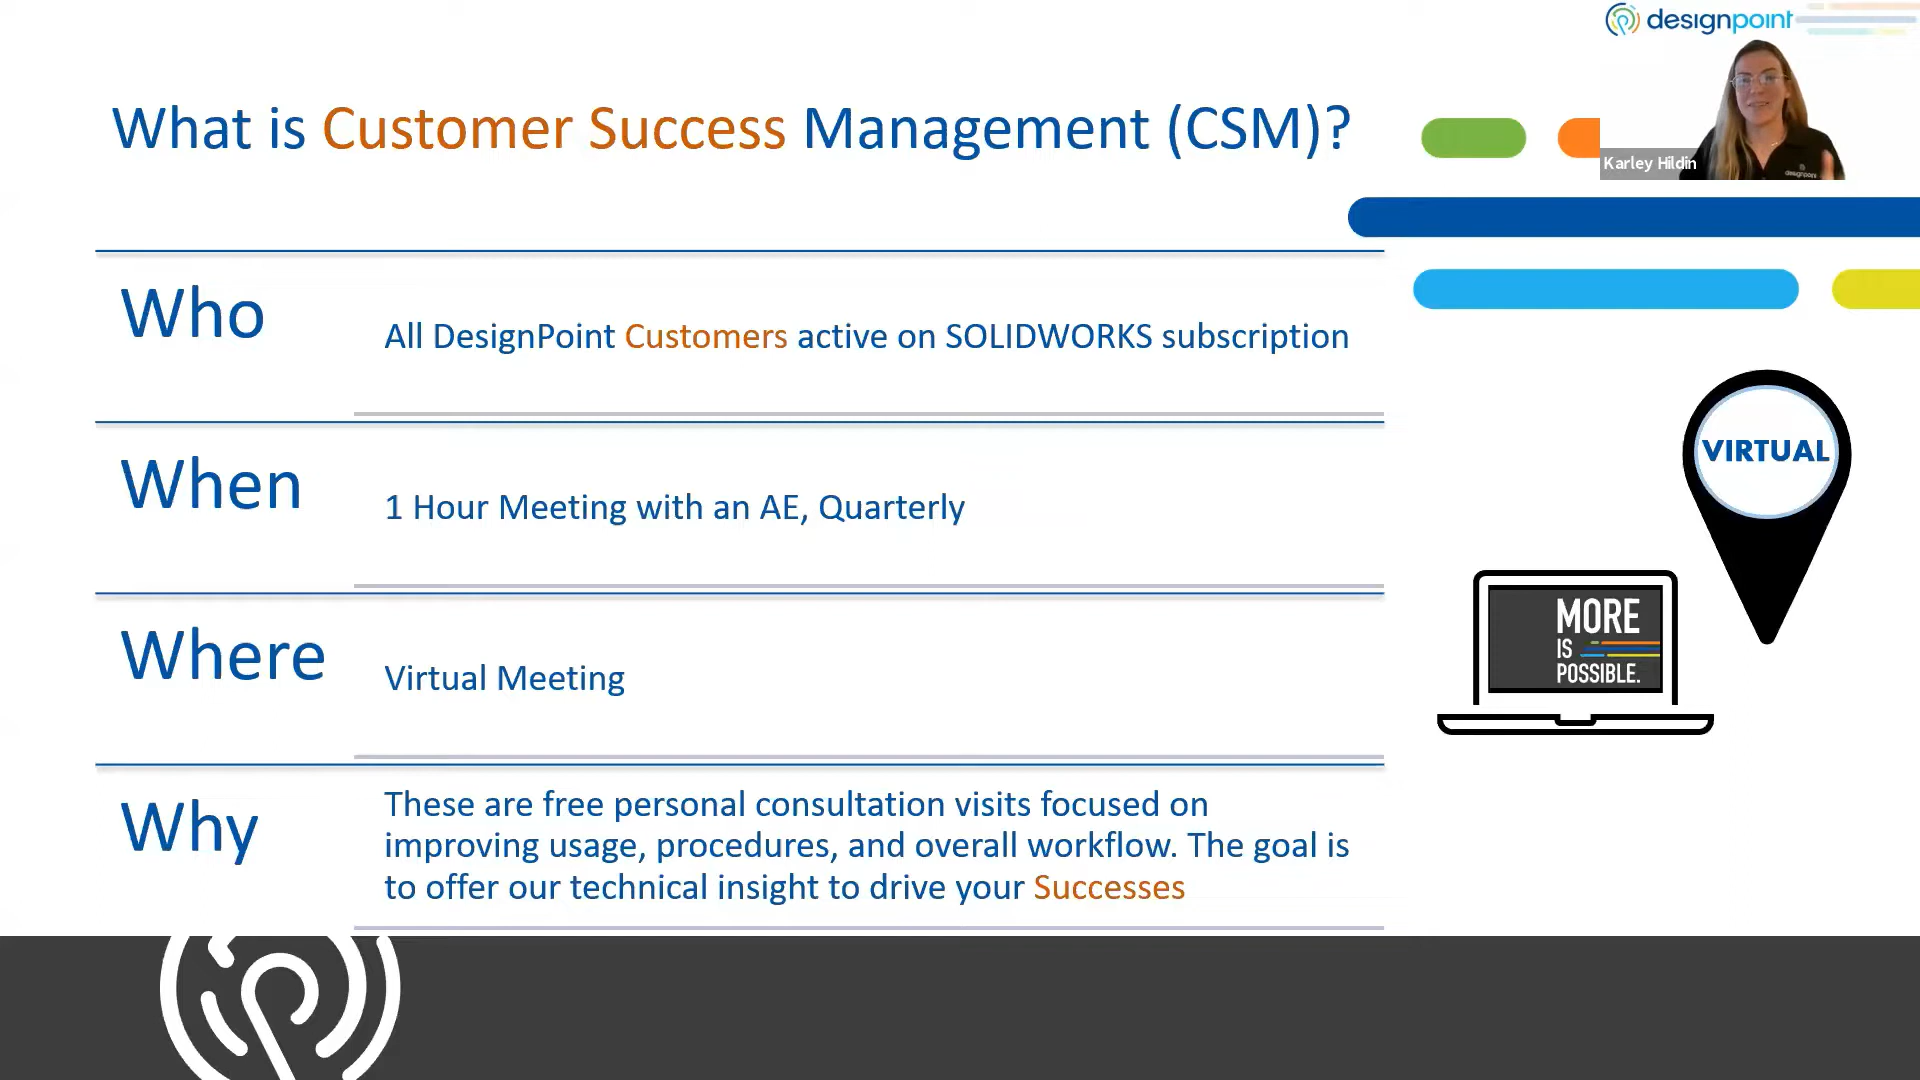 designpoint
What is Customer Success Management (CSM)?
Karley Hildin
Who
All DesignPoint Customers active on SOLIDWORKS subscription
When
1 Hour Meeting with an AE, Quarterly
VIRTUAL
Where
Virtual Meeting
MORE
IS
POSSIBLE.
Why
These are free personal consultation visits focused on
improving usage, procedures, and overall workflow. The goal is
to offer our technical insight to drive your Successes
designpoint